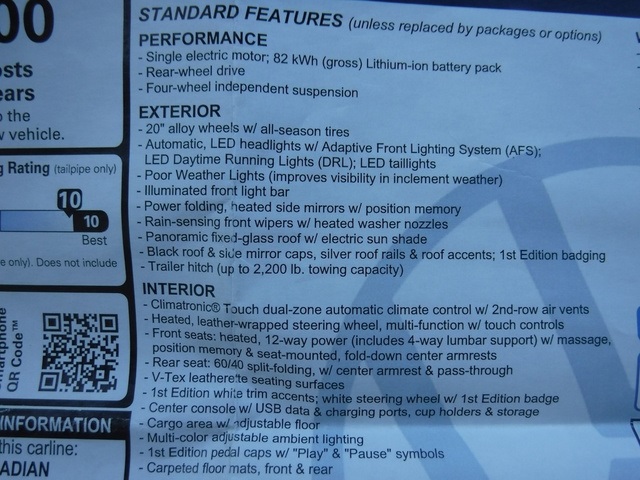 00
osts
ears
the
vehicle.
Rating (tailpipe only)
10
10
Best
only). Does not include
QR Code™
INFORMATION
this carline:
ADIAN
STANDARD FEATURES (unless replaced by packages or options)
PERFORMANCE
- Single electric motor; 82 kWh (gross) Lithium-ion battery pack
- Rear-wheel drive
- Four-wheel independent suspension
EXTERIOR
- 20" alloy wheels w/ all-season tires
- Automatic, LED headlights w/ Adaptive Front Lighting System (AFS);
LED Daytime Running Lights (DRL); LED taillights
- Poor Weather Lights (improves visibility in inclement weather)
- Illuminated front light bar
- Power folding, heated side mirrors w/ position memory
- Rain-sensing front wipers w/ heated washer nozzles
- Panoramic fixed-glass roof w/ electric sun shade
- Black roof & side mirror caps, silver roof rails & roof accents; 1st Edition badging
- Trailer hitch (up to 2,200 lb. towing capacity)
INTERIOR
- Climatronic® Touch dual-zone automatic climate control w/ 2nd-row air vents
- Heated, leather-wrapped steering wheel, multi-function w/ touch controls
- Front seats: heated, 12-way power (includes 4-way lumbar support) w/ massage,
position memory & seat-mounted, fold-down center armrests
- Rear seat: 60/40 split-folding, w/ center armrest & pass-through
- V-Tex leatherette seating surfaces
- 1st Edition white trim accents; white steering wheel w/ 1st Edition badge
- Center console w/ USB data & charging ports, cup holders & storage
- Cargo area w/ adjustable floor
- Multi-color adjustable ambient lighting
- 1st Edition pedal caps w/ "Play" & "Pause" symbols
- Carpeted floor mats, front & rear